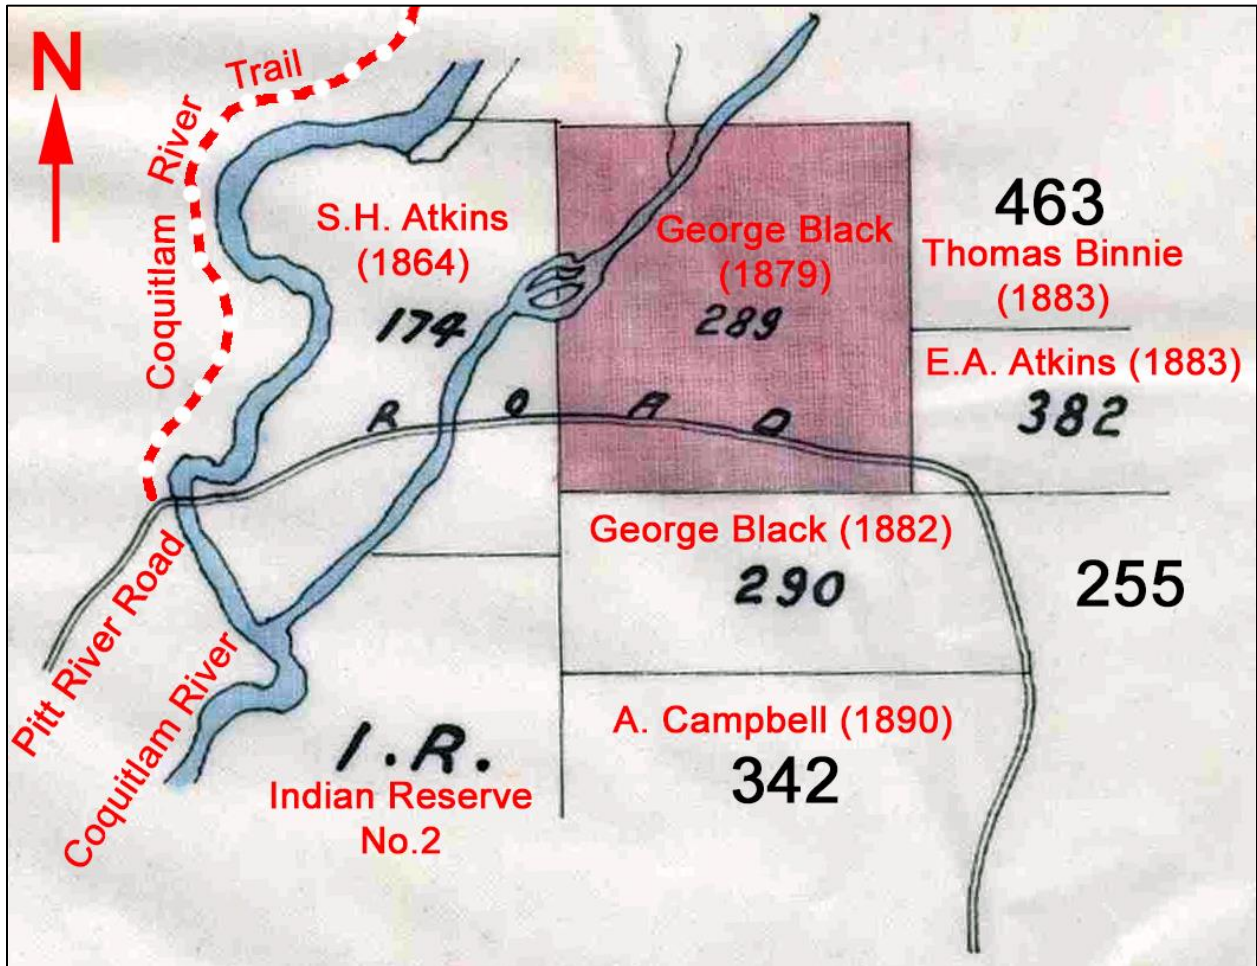 N
Trail
River
Coquitlam
S.H. Atkins
(1864)
174
George Black
(1879)
289
463
Thomas Binnie
(1883)
E.A. Atkins (1883)
382
R O A D
George Black (1882)
290
255
Pitt River Road
Coquitlam River
I.R.
Indian Reserve
No.2
A. Campbell (1890)
342